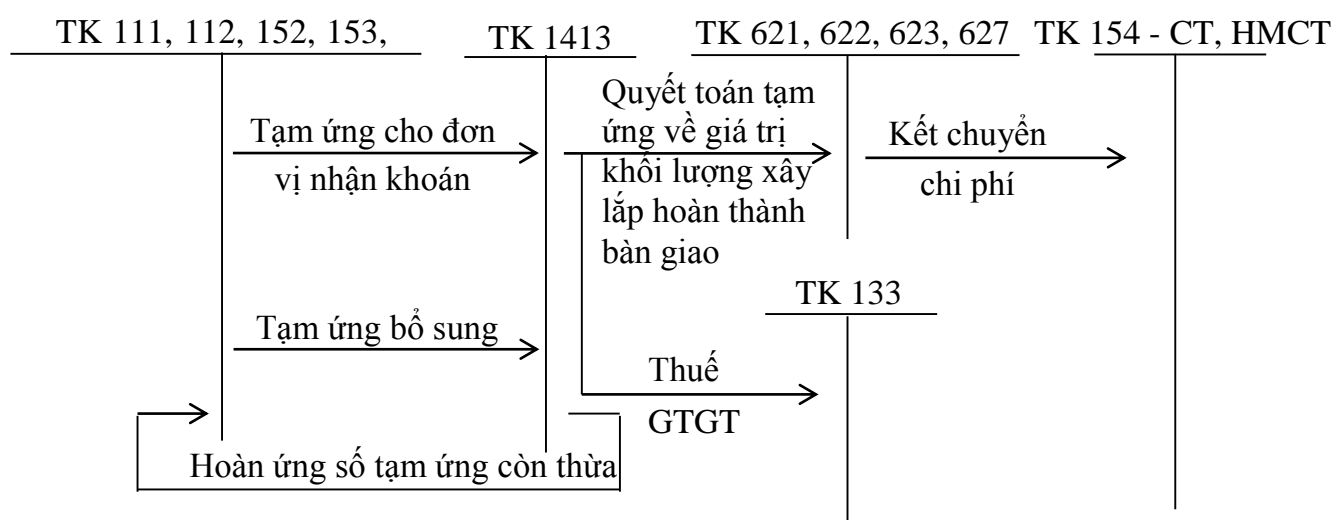 TK 111, 112, 152, 153,
TK 1413
TK 621, 622, 623, 627
TK 154 - CT, HMCT
Tạm ứng cho đơn
vị nhận khoán
Quyết toán tạm
ứng về giá trị
khối lượng xây
lắp hoàn thành
bàn giao
Kết chuyển
chi phí
TK 133
Tạm ứng bổ sung
Thuế
GTGT
Hoàn ứng số tạm ứng còn thừa